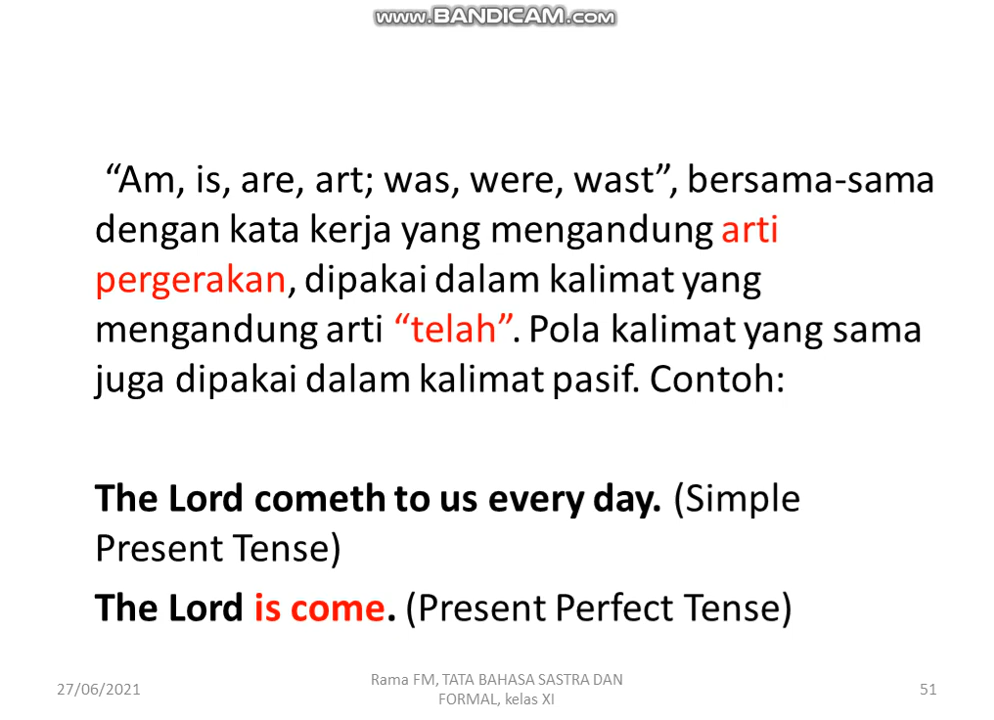 www.BANDICAM.com
“Am, is, are, art; was, were, wast”, bersama-sama
dengan kata kerja yang mengandung arti
pergerakan, dipakai dalam kalimat yang
mengandung arti “telah”. Pola kalimat yang sama
juga dipakai dalam kalimat pasif. Contoh:
The Lord cometh to us every day. (Simple
Present Tense)
The Lord is come. (Present Perfect Tense)
27/06/2021
Rama FM, TATA BAHASA SASTRA DAN
FORMAL, kelas XI
51